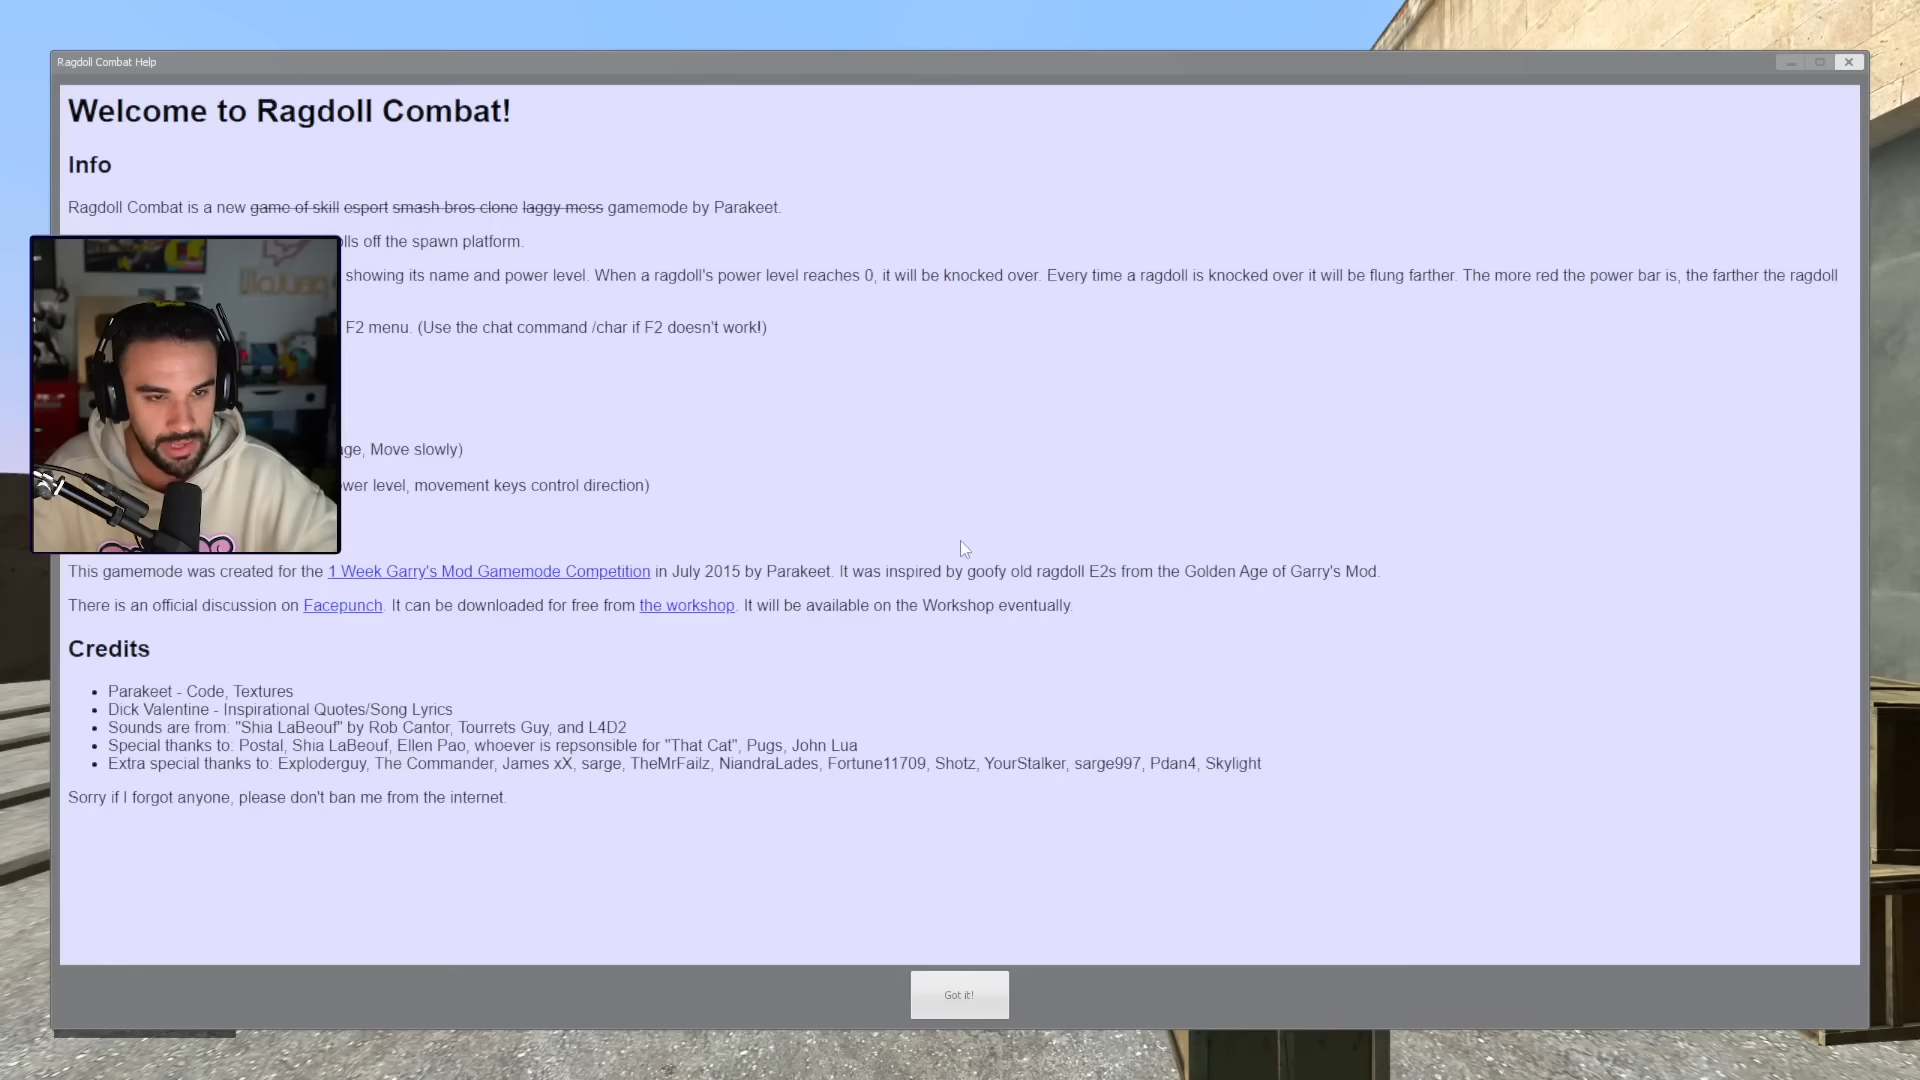 Ragdoll Combat Help
Welcome to Ragdoll Combat!
Info
Ragdoll Combat is a new game of skill esport smash bros clone laggy mess gamemode by Parakeet.
off the spawn platform.
showing its name and power level. When a ragdoll's power level reaches 0, it will be knocked over. Every time a ragdoll is knocked over it will be flung farther. The more red the power bar is, the farther the ragdoll
F2 menu. (Use the chat command /char if F2 doesn't work!)
Move slowly)
level, movement keys control direction)
This gamemode was created for the 1 Week Garry's Mod Gamemode Competition in July 2015 by Parakeet. It was inspired by goofy old ragdoll E2s from the Golden Age of Garry's Mod.
There is an official discussion on Facepunch. It can be downloaded for free from the workshop. It will be available on the Workshop eventually.
Credits
• Parakeet - Code, Textures
• Dick Valentine - Inspirational Quotes/Song Lyrics
• Sounds are from: "Shia LaBeouf" by Rob Cantor, Tourrets Guy, and L4D2
• Special thanks to: Postal, Shia LaBeouf, Ellen Pao, whoever is repsonsible for "That Cat", Pugs, John Lua
• Extra special thanks to: Exploderguy, The Commander, James xX, sarge, TheMrFailz, NiandraLades, Fortune11709, Shotz, YourStalker, sarge997, Pdan4, Skylight
Sorry if I forgot anyone, please don't ban me from the internet.
Got it!